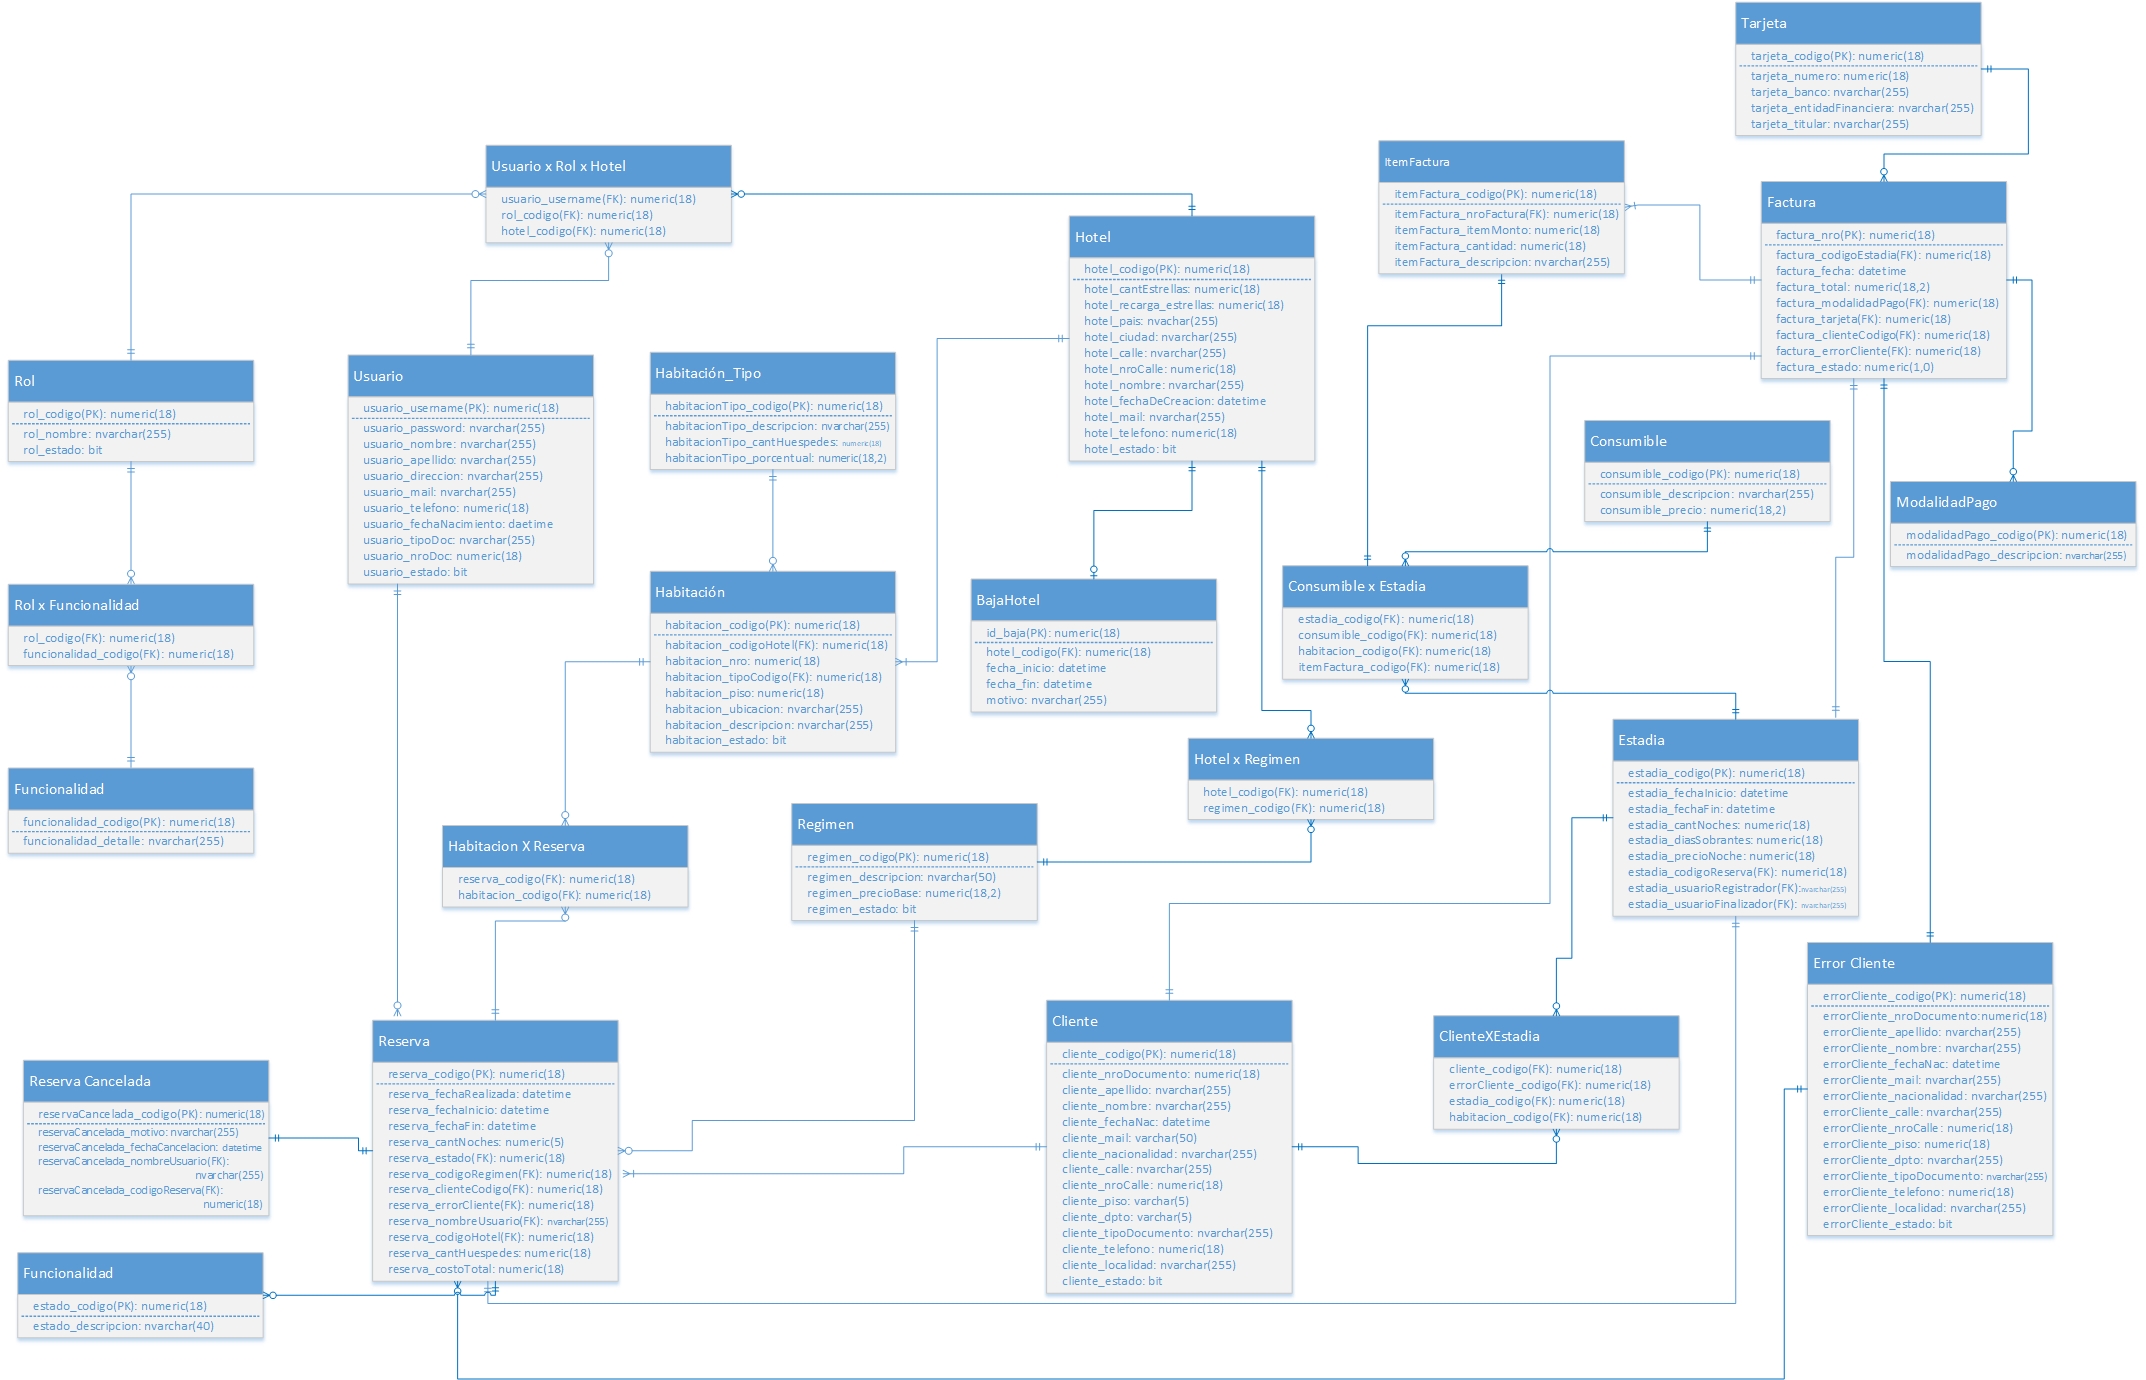 Tarjeta
tarjeta_codigo(PK): numeric(18)
tarjeta_numero: numeric(18)
tarjeta_banco: nvarchar(255)
tarjeta_entidadFinanciera: nvarchar(255)
tarjeta_titular: nvarchar(255)
Usuario x Rol x Hotel
usuario_username(FK): numeric(18)
rol_codigo(FK): numeric(18)
hotel_codigo(FK): numeric(18)
ItemFactura
itemFactura_codigo(PK): numeric(18)
itemFactura_nroFactura(FK): numeric(18)
itemFactura_itemMonto: numeric(18)
itemFactura_cantidad: numeric(18)
itemFactura_descripcion: nvarchar(255)
Factura
factura_nro(PK): numeric(18)
factura_codigoEstadia(FK): numeric(18)
factura_fecha: datetime
factura_total: numeric(18,2)
factura_modalidadPago(FK): numeric(18)
factura_tarjeta(FK): numeric(18)
factura_clienteCodigo(FK): numeric(18)
factura_errorCliente(FK): numeric(18)
factura_estado: numeric(1,0)
Hotel
hotel_codigo(PK): numeric(18)
hotel_cantEstrellas: numeric(18)
hotel_recarga_estrellas: numeric(18)
hotel_pais: nvachar(255)
hotel_ciudad: nvarchar(255)
hotel_calle: nvarchar(255)
hotel_nroCalle: numeric(18)
hotel_nombre: nvarchar(255)
hotel_fechaDeCreacion: datetime
hotel_mail: nvarchar(255)
hotel_telefono: numeric(18)
hotel_estado: bit
Rol
rol_codigo(PK): numeric(18)
rol_nombre: nvarchar(255)
rol_estado: bit
Usuario
usuario_username(PK): numeric(18)
usuario_password: nvarchar(255)
usuario_nombre: nvarchar(255)
usuario_apellido: nvarchar(255)
usuario_direccion: nvarchar(255)
usuario_mail: nvarchar(255)
usuario_telefono: numeric(18)
usuario_fechaNacimiento: daetime
usuario_tipoDoc: nvarchar(255)
usuario_nroDoc: numeric(18)
usuario_estado: bit
Habitación_Tipo
habitacionTipo_codigo(PK): numeric(18)
habitacionTipo_descripcion: nvarchar(255)
habitacionTipo_cantHuespedes: numeric(18)
habitacionTipo_porcentual: numeric(18,2)
Consumible
consumible_codigo(PK): numeric(18)
consumible_descripcion: nvarchar(255)
consumible_precio: numeric(18,2)
ModalidadPago
modalidadPago_codigo(PK): numeric(18)
modalidadPago_descripcion: nvarchar(255)
Rol x Funcionalidad
rol_codigo(FK): numeric(18)
funcionalidad_codigo(FK): numeric(18)
Habitación
habitacion_codigo(PK): numeric(18)
habitacion_codigoHotel(FK): numeric(18)
habitacion_nro: numeric(18)
habitacion_tipoCodigo(FK): numeric(18)
habitacion_piso: numeric(18)
habitacion_ubicacion: nvarchar(255)
habitacion_descripcion: nvarchar(255)
habitacion_estado: bit
BajaHotel
id_baja(PK): numeric(18)
hotel_codigo(FK): numeric(18)
fecha_inicio: datetime
fecha_fin: datetime
motivo: nvarchar(255)
Consumible x Estadia
estadia_codigo(FK): numeric(18)
consumible_codigo(FK): numeric(18)
habitacion_codigo(FK): numeric(18)
itemFactura_codigo(FK): numeric(18)
Funcionalidad
funcionalidad_codigo(PK): numeric(18)
funcionalidad_detalle: nvarchar(255)
Hotel x Regimen
hotel_codigo(FK): numeric(18)
regimen_codigo(FK): numeric(18)
Estadia
estadia_codigo(PK): numeric(18)
estadia_fechaInicio: datetime
estadia_fechaFin: datetime
estadia_cantNoches: numeric(18)
estadia_diasSobrantes: numeric(18)
estadia_precioNoche: numeric(18)
estadia_codigoReserva(FK): numeric(18)
estadia_usuarioRegistrador(FK):nvarchar(255)
estadia_usuarioFinalizador(FK): nvarchar(255)
Habitacion X Reserva
reserva_codigo(FK): numeric(18)
habitacion_codigo(FK): numeric(18)
Regimen
regimen_codigo(PK): numeric(18)
regimen_descripcion: nvarchar(50)
regimen_precioBase: numeric(18,2)
regimen_estado: bit
Error Cliente
errorCliente_codigo(PK): numeric(18)
errorCliente_nroDocumento:numeric(18)
errorCliente_apellido: nvarchar(255)
errorCliente_nombre: nvarchar(255)
errorCliente_fechaNac: datetime
errorCliente_mail: nvarchar(255)
errorCliente_nacionalidad: nvarchar(255)
errorCliente_calle: nvarchar(255)
errorCliente_nroCalle: numeric(18)
errorCliente_piso: numeric(18)
errorCliente_dpto: nvarchar(255)
errorCliente_tipoDocumento: nvarchar(255)
errorCliente_telefono: numeric(18)
errorCliente_localidad: nvarchar(255)
errorCliente_estado: bit
Reserva Cancelada
reservaCancelada_codigo(PK): numeric(18)
reservaCancelada_motivo: nvarchar(255)
reservaCancelada_fechaCancelacion: datetime
reservaCancelada_nombreUsuario(FK):
nvarchar(255)
reservaCancelada_codigoReserva(FK):
numeric(18)
Reserva
reserva_codigo(PK): numeric(18)
reserva_fechaRealizada: datetime
reserva_fechaInicio: datetime
reserva_fechaFin: datetime
reserva_cantNoches: numeric(5)
reserva_estado(FK): numeric(18)
reserva_codigoRegimen(FK): numeric(18)
reserva_clienteCodigo(FK): numeric(18)
reserva_errorCliente(FK): numeric(18)
reserva_nombreUsuario(FK): nvarchar(255)
reserva_codigoHotel(FK): numeric(18)
reserva_cantHuespedes: numeric(18)
reserva_costoTotal: numeric(18)
Cliente
cliente_codigo(PK): numeric(18)
cliente_nroDocumento: numeric(18)
cliente_apellido: nvarchar(255)
cliente_nombre: nvarchar(255)
cliente_fechaNac: datetime
cliente_mail: varchar(50)
cliente_nacionalidad: nvarchar(255)
cliente_calle: nvarchar(255)
cliente_nroCalle: numeric(18)
cliente_piso: varchar(5)
cliente_dpto: varchar(5)
cliente_tipoDocumento: nvarchar(255)
cliente_telefono: numeric(18)
cliente_localidad: nvarchar(255)
cliente_estado: bit
ClienteXEstadia
cliente_codigo(FK): numeric(18)
errorCliente_codigo(FK): numeric(18)
estadia_codigo(FK): numeric(18)
habitacion_codigo(FK): numeric(18)
Funcionalidad
estado_codigo(PK): numeric(18)
estado_descripcion: nvarchar(40)